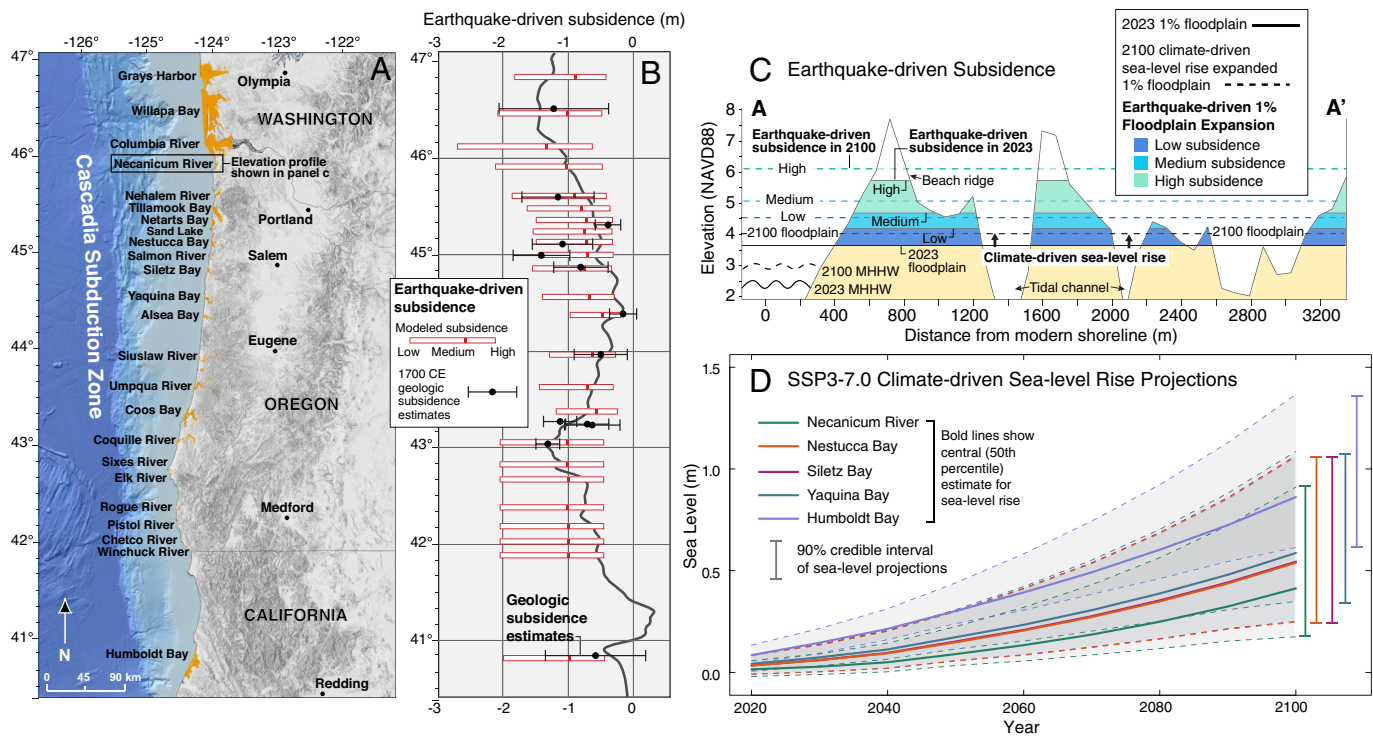 -126° -125° -124° -123° -122°
47°
46°
45°
44°
43°
42°
41°
A
Grays Harbor
Willapa Bay
Columbia River
Necanicum River
Elevation profile
shown in panel c
Nehalem River
Tillamook Bay
Netarts Bay
Sand Lake
Nestucca Bay
Salmon River
Siletz Bay
Yaquina Bay
Alsea Bay
Siuslaw River
Umpqua River
Coos Bay
Coquille River
Sixes River
Elk River
Rogue River
Pistol River
Chetco River
Winchuck River
Humboldt Bay
Cascadia Subduction Zone
Olympia
WASHINGTON
Portland
Salem
Eugene
OREGON
Medford
CALIFORNIA
Redding
N
0 45 90 km
Earthquake-driven subsidence (m)
-3 -2 -1 0
B
47°
46°
45°
43°
42°
41°
Earthquake-driven
subsidence
Modeled subsidence
Low Medium High
1700 CE
geologic
subsidence
estimates
Geologic
subsidence
estimates
-3 -2 -1 0
C Earthquake-driven Subsidence
2023 1% floodplain
2100 climate-driven
sea-level rise expanded
1% floodplain
Earthquake-driven 1%
Floodplain Expansion
Low subsidence
Medium subsidence
High subsidence
A
A'
Elevation (NAVD88)
8
7
6
5
4
3
2
Earthquake-driven
subsidence in 2100
Earthquake-driven
subsidence in 2023
High
Medium
Low
2100 floodplain
High
Beach ridge
Medium
Low
2100 floodplain
2023
floodplain
Climate-driven sea-level rise
2100 MHHW
2023 MHHW
Tidal channel
0 400 800 1200 1600 2000 2400 2800 3200
Distance from modern shoreline (m)
D SSP3-7.0 Climate-driven Sea-level Rise Projections
Necanicum River
Nestucca Bay
Siletz Bay
Yaquina Bay
Humboldt Bay
Bold lines show
central (50th
percentile)
estimate for
sea-level rise
90% credible interval
of sea-level projections
Sea Level (m)
1.5
1.0
0.5
0.0
2020 2040 2060 2080 2100
Year